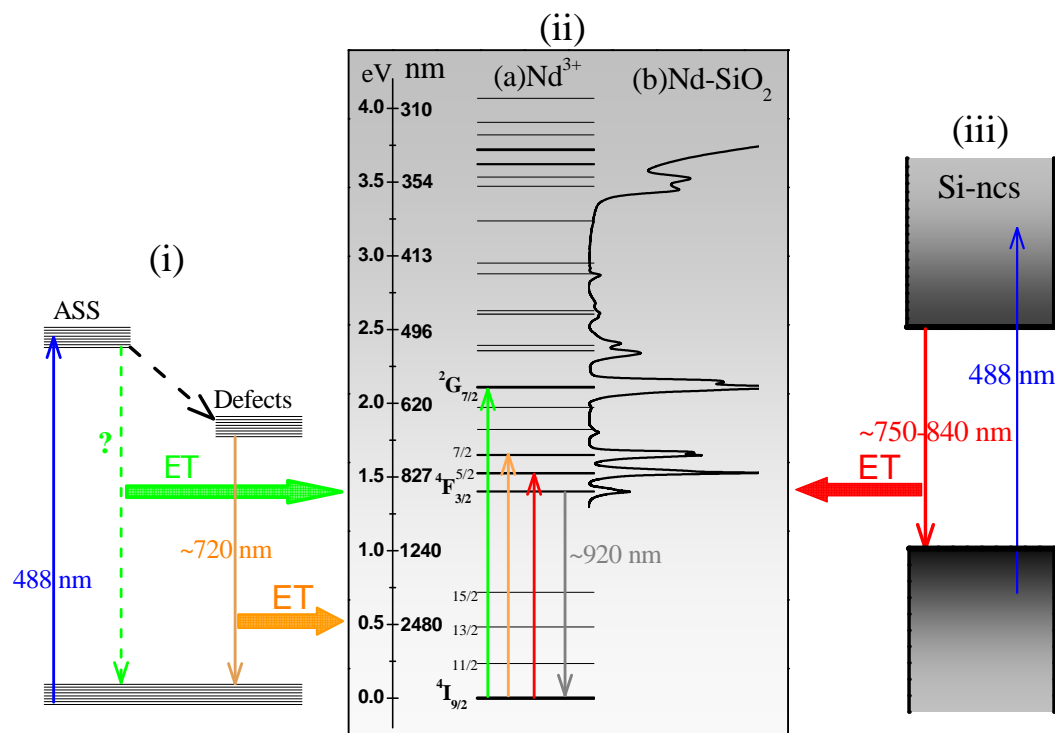 (ii)
eV nm (a)Nd³⁺ (b)Nd-SiO₂
4.0 310
3.5 354
3.0 413
2.5 496
2.0 620
1.5 827
1.0 1240
0.5 2480
0.0
²G₇/₂
7/2
5/2
⁴F₃/₂
~920 nm
15/2
13/2
11/2
⁴I₉/₂
(i)
ASS
Defects
?
ET
~720 nm
488 nm
ET
(iii)
Si-ncs
488 nm
~750-840 nm
ET